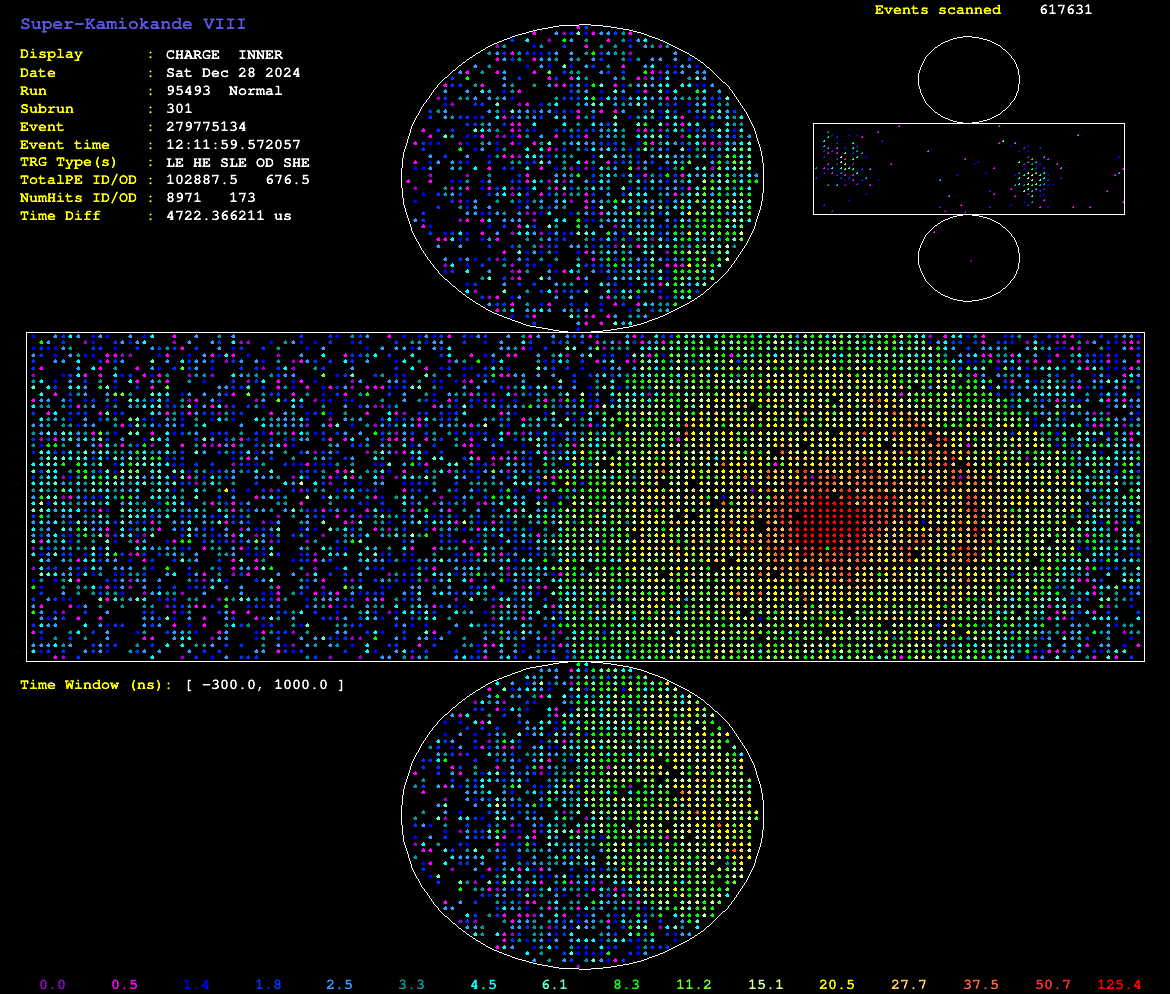 Super-Kamiokande VIII
Display : CHARGE INNER
Date : Sat Dec 28 2024
Run : 95493 Normal
Subrun : 301
Event : 279775134
Event time : 12:11:59.572057
TRG Type(s) : LE HE SLE OD SHE
TotalPE ID/OD : 102887.5 676.5
NumHits ID/OD : 8971 173
Time Diff : 4722.366211 us
Events scanned 617631
Time Window (ns): [ −300.0, 1000.0 ]
0.0 0.5 1.4 1.8 2.5 3.3 4.5 6.1 8.3 11.2 15.1 20.5 27.7 37.5 50.7 125.4